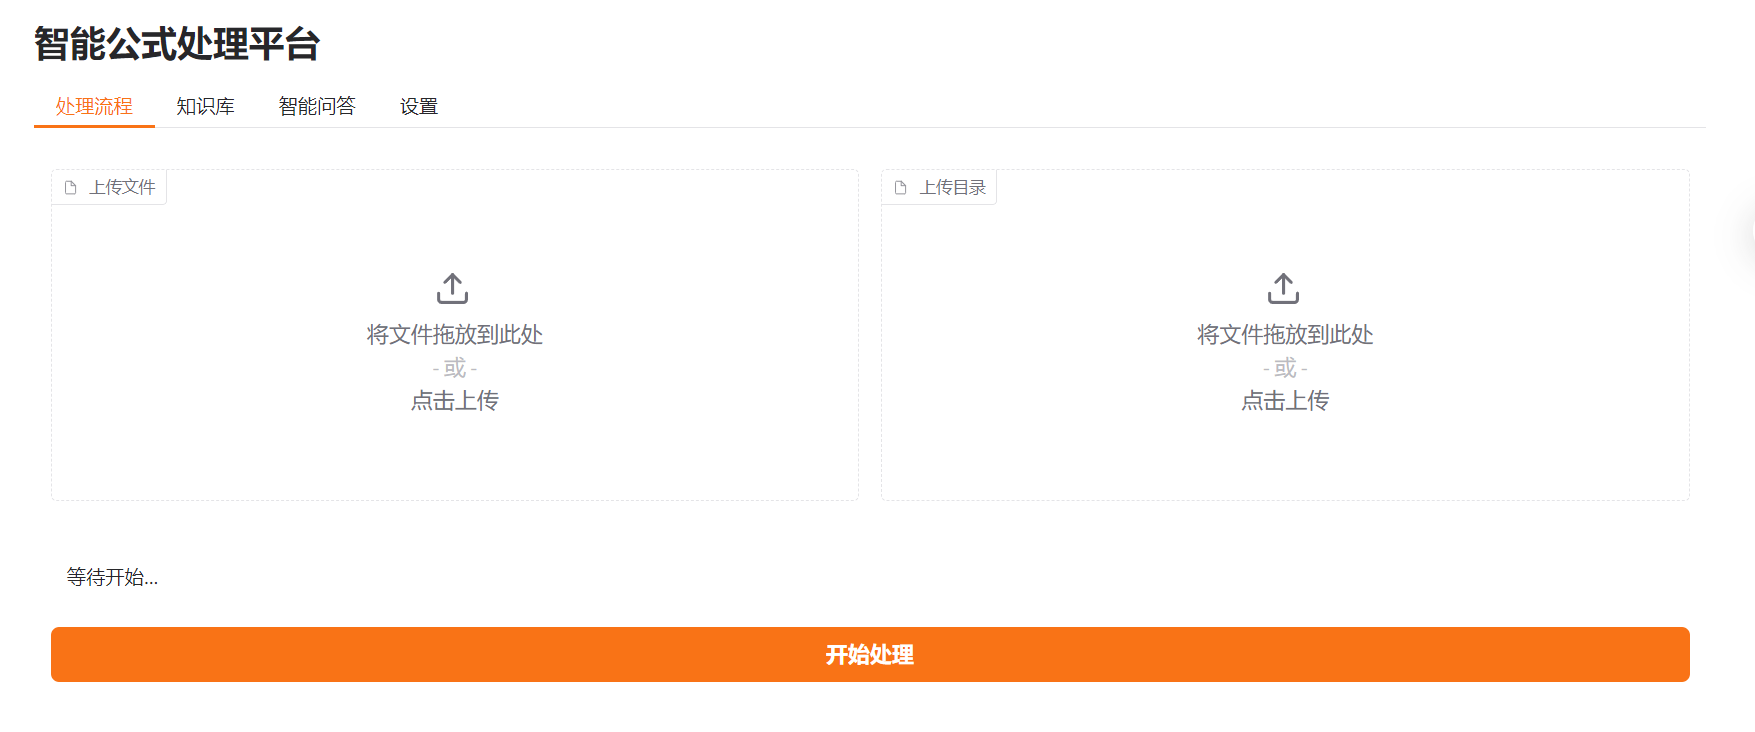 智能公式处理平台
处理流程 知识库 智能问答 设置
上传文件
将文件拖放到此处
- 或 -
点击上传
上传目录
将文件拖放到此处
- 或 -
点击上传
等待开始...
开始处理